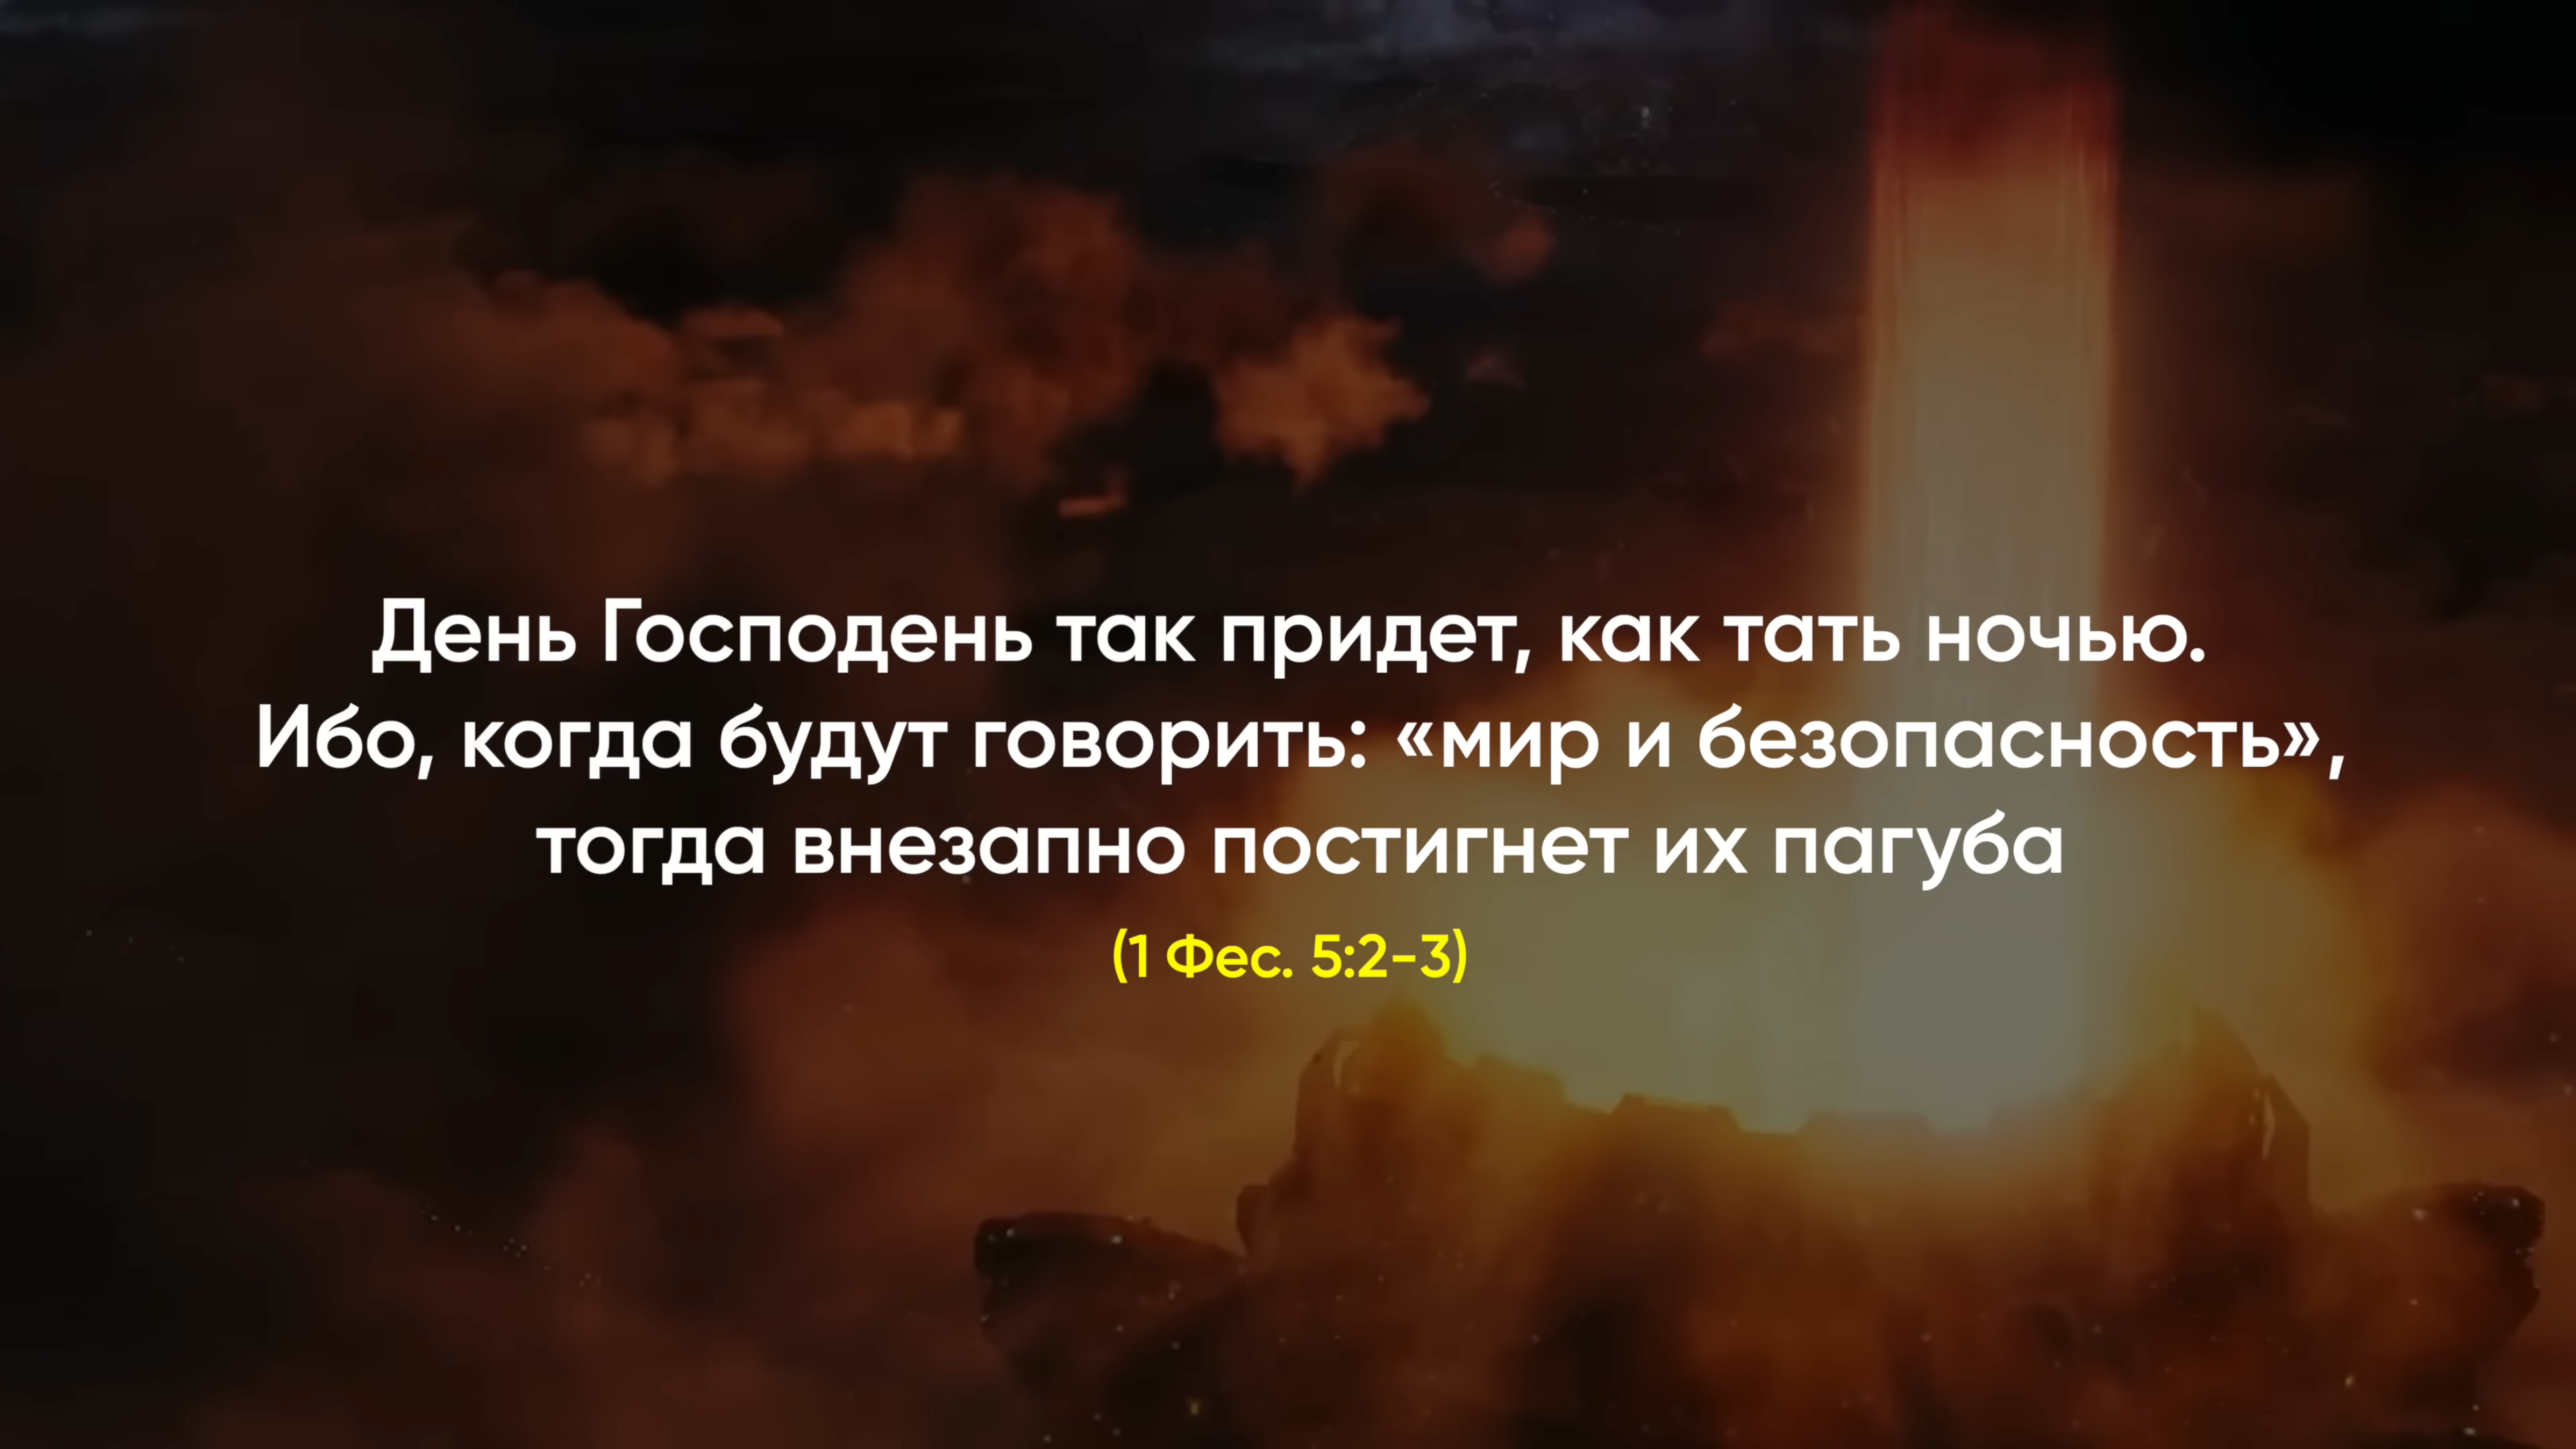 День Господень так придет, как тать ночью.
Ибо, когда будут говорить: «мир и безопасность»,
тогда внезапно постигнет их пагуба
(1 Фес. 5:2-3)